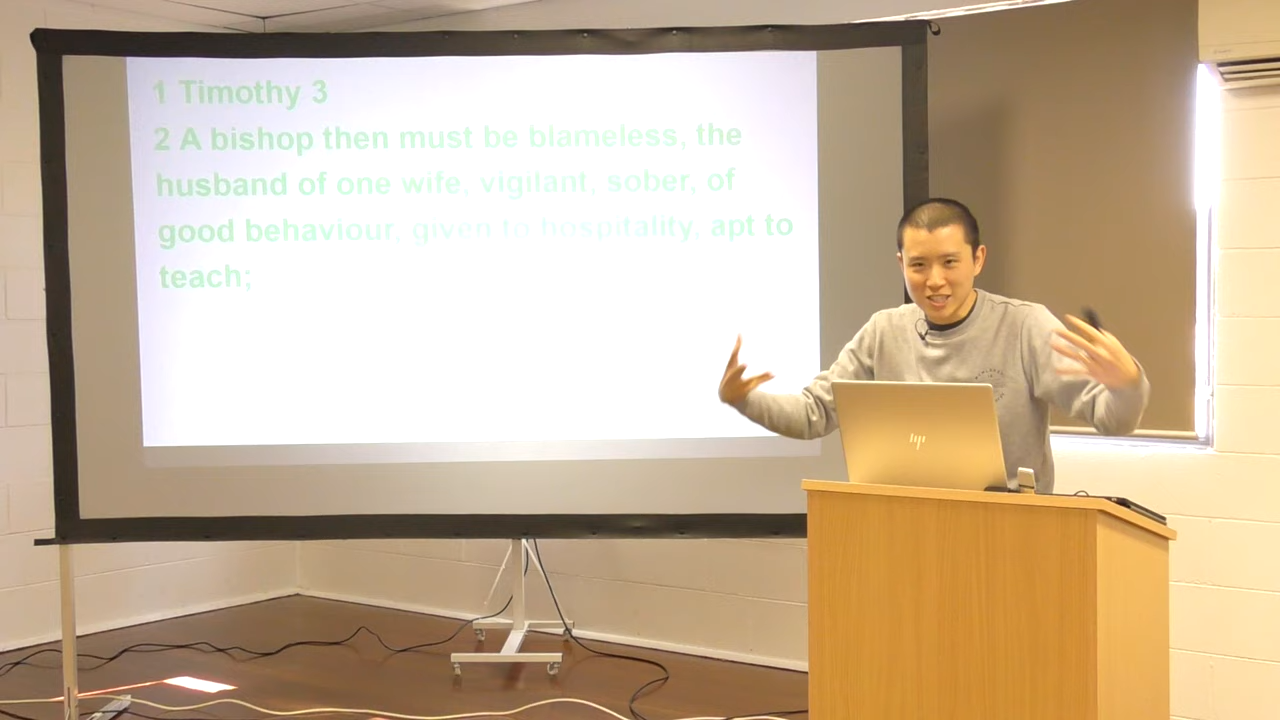 1 Timothy 3
2 A bishop then must be blameless, the
husband of one wife, vigilant, sober, of
good behaviour, given to hospitality, apt to
teach;
hp